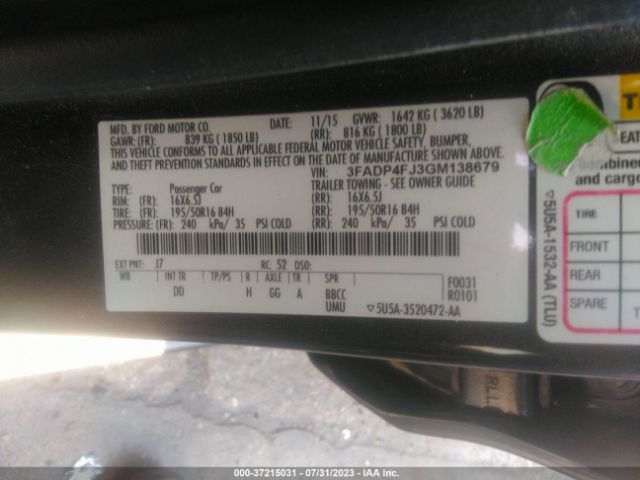 MFD. BY FORD MOTOR CO.
DATE: 11/15 GVWR: 1642 KG ( 3620 LB)
GAWR: (FR): 839 KG ( 1850 LB) (RR): 816 KG ( 1800 LB)
THIS VEHICLE CONFORMS TO ALL APPLICABLE FEDERAL MOTOR VEHICLE SAFETY, BUMPER,
AND THEFT PREVENTION STANDARDS IN EFFECT ON THE DATE OF MANUFACTURE SHOWN ABOVE.
VIN: 3FADP4FJ3GM138679
TYPE: Passenger Car TRAILER TOWING - SEE OWNER GUIDE
RIM: (FR): 16X6.5J (RR): 16X6.5J
TIRE: (FR): 195/50R16 84H (RR): 195/50R16 84H
PRESSURE: (FR): 240 kPa/ 35 PSI COLD (RR): 240 kPa/ 35 PSI COLD
EXT PNT: J7 RC: 52 DSO:
WB INT TR TP/PS R AXLE TR SPR
DD H GG A BBCC F0031
UMU R0101
▽5U5A-3520472-AA
▽5U5A-1532-AA (TLU)
T
EAT
combined
and cargo
TIRE
FRONT
REAR
SPARE T
000-37215031 - 07/31/2023 - IAA Inc.